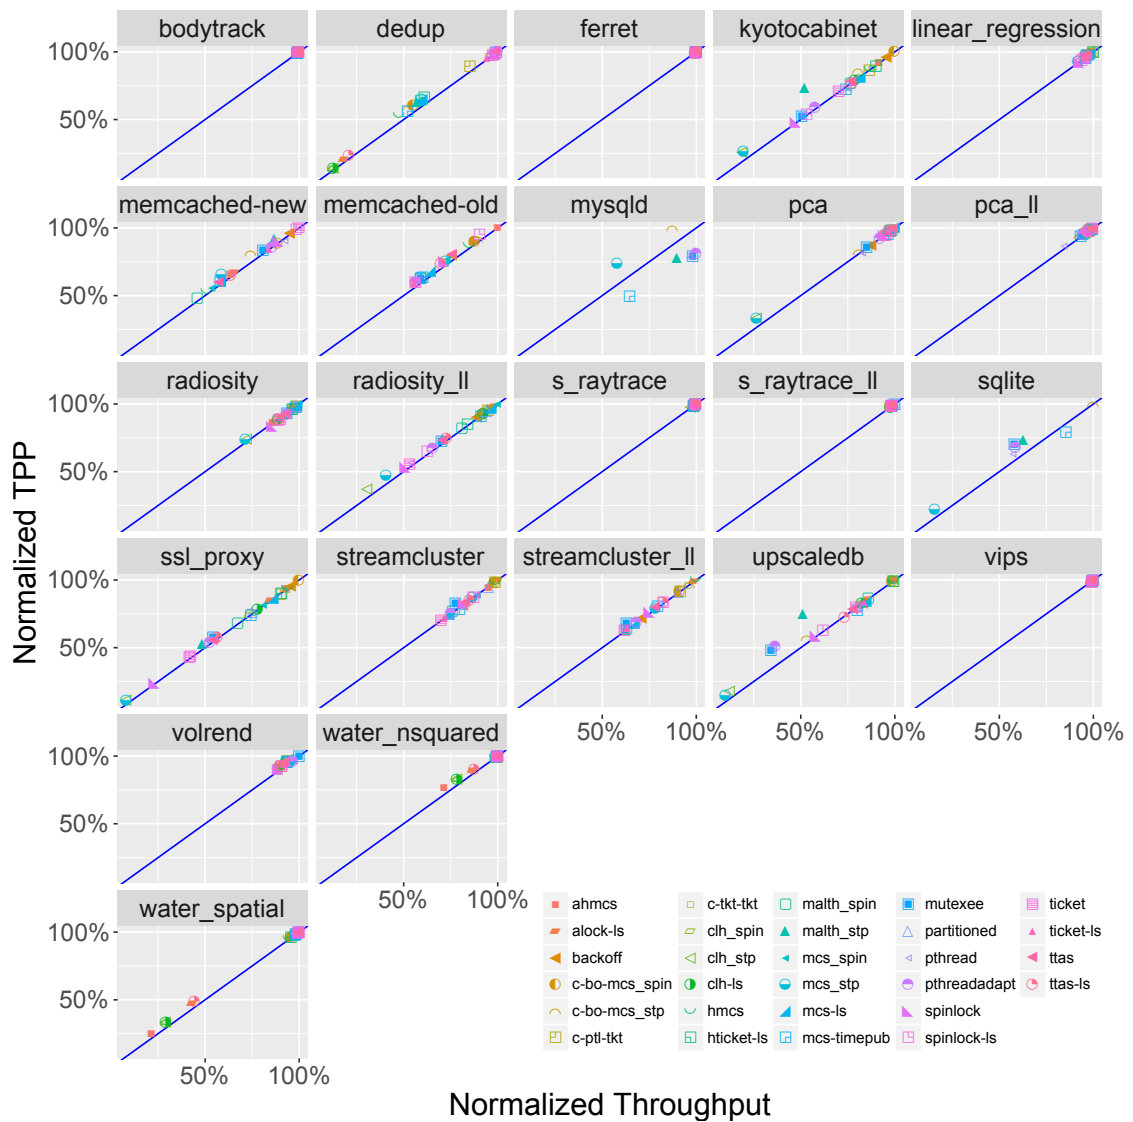 bodytrack dedup ferret kyotocabinet linear_regression
100%
50%
memcached-new memcached-old mysqld pca pca_ll
100%
50%
radiosity radiosity_ll s_raytrace s_raytrace_ll sqlite
100%
50%
ssl_proxy streamcluster streamcluster_ll upscaledb vips
100%
50%
50% 100% 50% 100% 50% 100%
volrend water_nsquared
100%
50%
50% 100%
water_spatial
100%
50%
50% 100%
Normalized TPP
Normalized Throughput
ahmcs c-tkt-tkt malth_spin mutexee ticket
alock-ls clh_spin malth_stp partitioned ticket-ls
backoff clh_stp mcs_spin pthread ttas
c-bo-mcs_spin clh-ls mcs_stp pthreadadapt ttas-ls
c-bo-mcs_stp hmcs mcs-ls spinlock
c-ptl-tkt hticket-ls mcs-timepub spinlock-ls